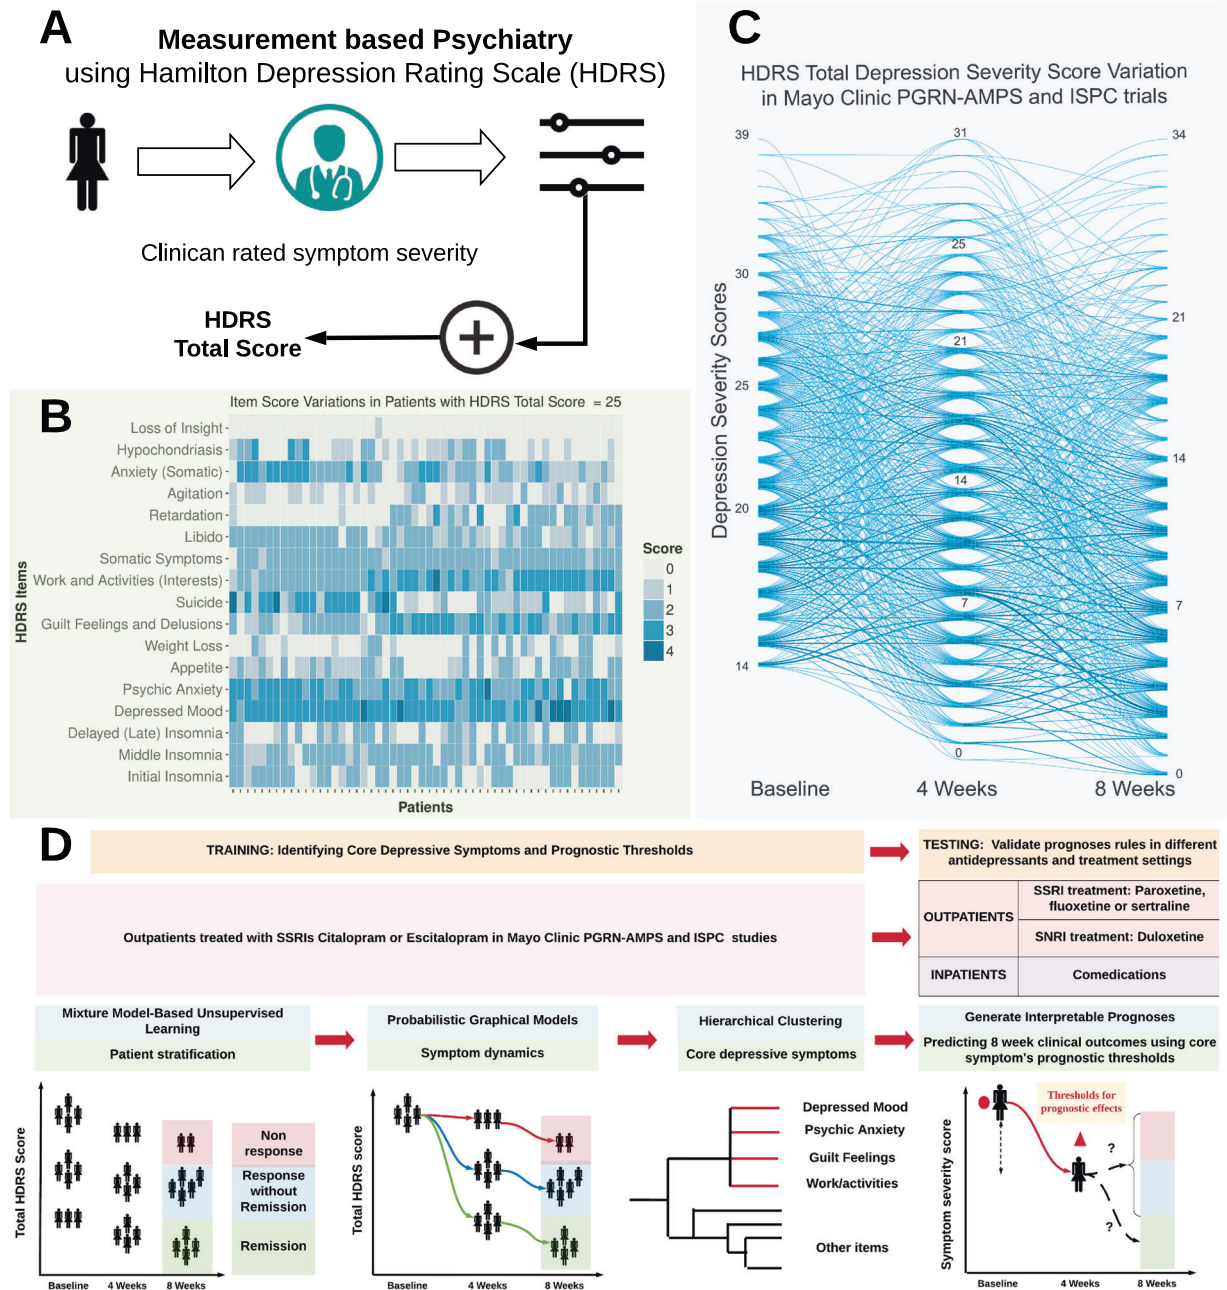 A
Measurement based Psychiatry
using Hamilton Depression Rating Scale (HDRS)
Clinican rated symptom severity
HDRS
Total Score
B
Item Score Variations in Patients with HDRS Total Score = 25
HDRS Items
Loss of Insight
Hypochondriasis
Anxiety (Somatic)
Agitation
Retardation
Libido
Somatic Symptoms
Work and Activities (Interests)
Suicide
Guilt Feelings and Delusions
Weight Loss
Appetite
Psychic Anxiety
Depressed Mood
Delayed (Late) Insomnia
Middle Insomnia
Initial Insomnia
Patients
Score
0
1
2
3
4
C
HDRS Total Depression Severity Score Variation
in Mayo Clinic PGRN-AMPS and ISPC trials
Depression Severity Scores
39
30
25
20
14
31
25
21
14
7
0
34
21
14
7
0
Baseline
4 Weeks
8 Weeks
D
TRAINING: Identifying Core Depressive Symptoms and Prognostic Thresholds
TESTING: Validate prognoses rules in different
antidepressants and treatment settings
Outpatients treated with SSRIs Citalopram or Escitalopram in Mayo Clinic PGRN-AMPS and ISPC studies
OUTPATIENTS
SSRI treatment: Paroxetine,
fluoxetine or sertraline
SNRI treatment: Duloxetine
INPATIENTS
Comedications
Mixture Model-Based Unsupervised
Learning
Patient stratification
Probabilistic Graphical Models
Symptom dynamics
Hierarchical Clustering
Core depressive symptoms
Generate Interpretable Prognoses
Predicting 8 week clinical outcomes using core
symptom's prognostic thresholds
Total HDRS Score
Non
response
Response
without
Remission
Remission
Baseline
4 Weeks
8 Weeks
Total HDRS score
Baseline
4 Weeks
8 Weeks
Depressed Mood
Psychic Anxiety
Guilt Feelings
Work/activities
Other items
Symptom severity score
Thresholds for
prognostic effects
?
?
Baseline
4 Weeks
8 Weeks